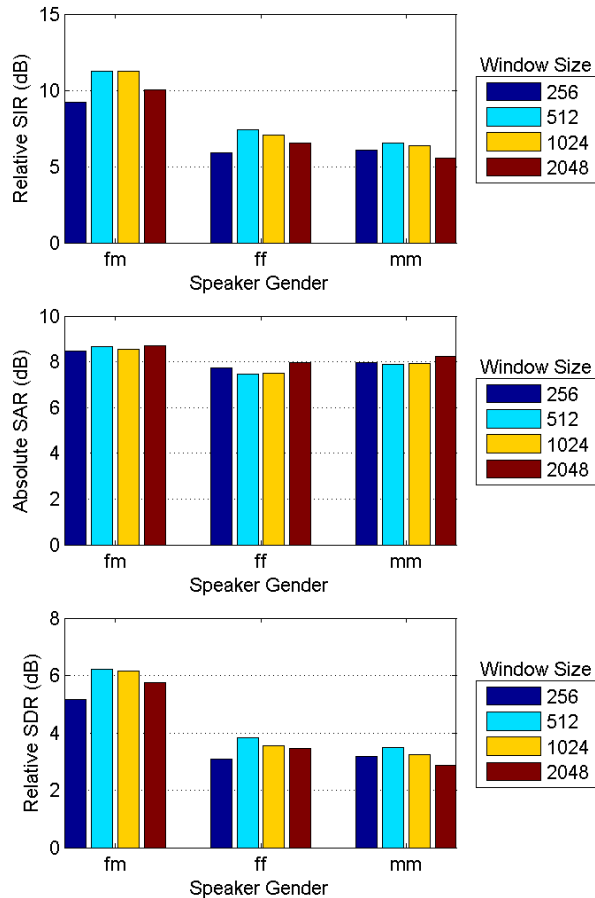 15
10
5
0
Relative SIR (dB)
fm
ff
mm
Speaker Gender
Window Size
256
512
1024
2048
10
8
6
4
2
0
Absolute SAR (dB)
fm
ff
mm
Speaker Gender
Window Size
256
512
1024
2048
8
6
4
2
0
Relative SDR (dB)
fm
ff
mm
Speaker Gender
Window Size
256
512
1024
2048